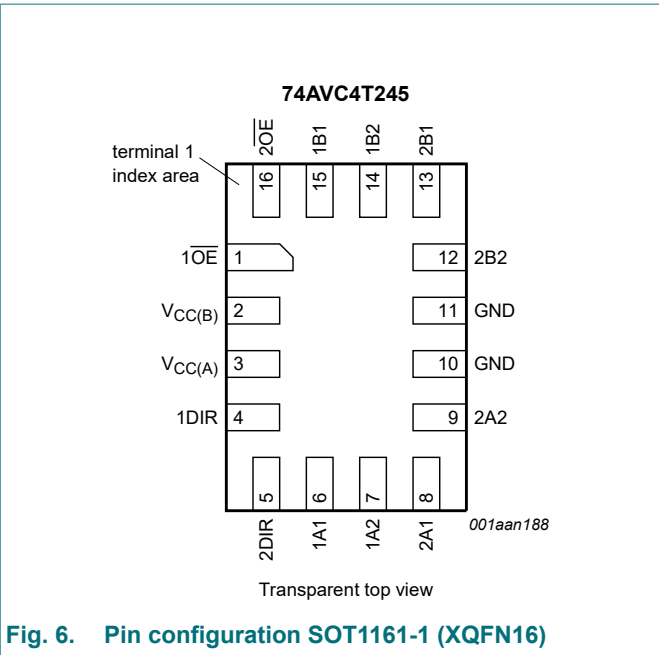 74AVC4T245
terminal 1
index area
2O̅E̅
1B1
1B2
2B1
16
15
14
13
1O̅E̅
1
12
2B2
VCC(B)
2
11
GND
VCC(A)
3
10
GND
1DIR
4
9
2A2
5
6
7
8
2DIR
1A1
1A2
2A1
001aan188
Transparent top view
Fig. 6. Pin configuration SOT1161-1 (XQFN16)